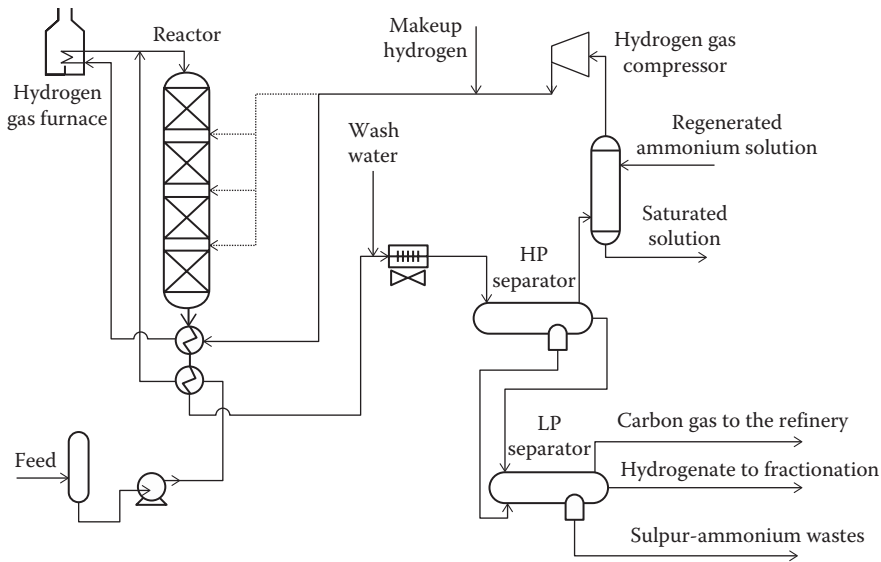 Makeup
hydrogen
Reactor
Hydrogen gas
compressor
Hydrogen
gas furnace
Wash
water
Regenerated
ammonium solution
Saturated
solution
HP
separator
LP
separator
Carbon gas to the refinery
Feed
Hydrogenate to fractionation
Sulpur-ammonium wastes